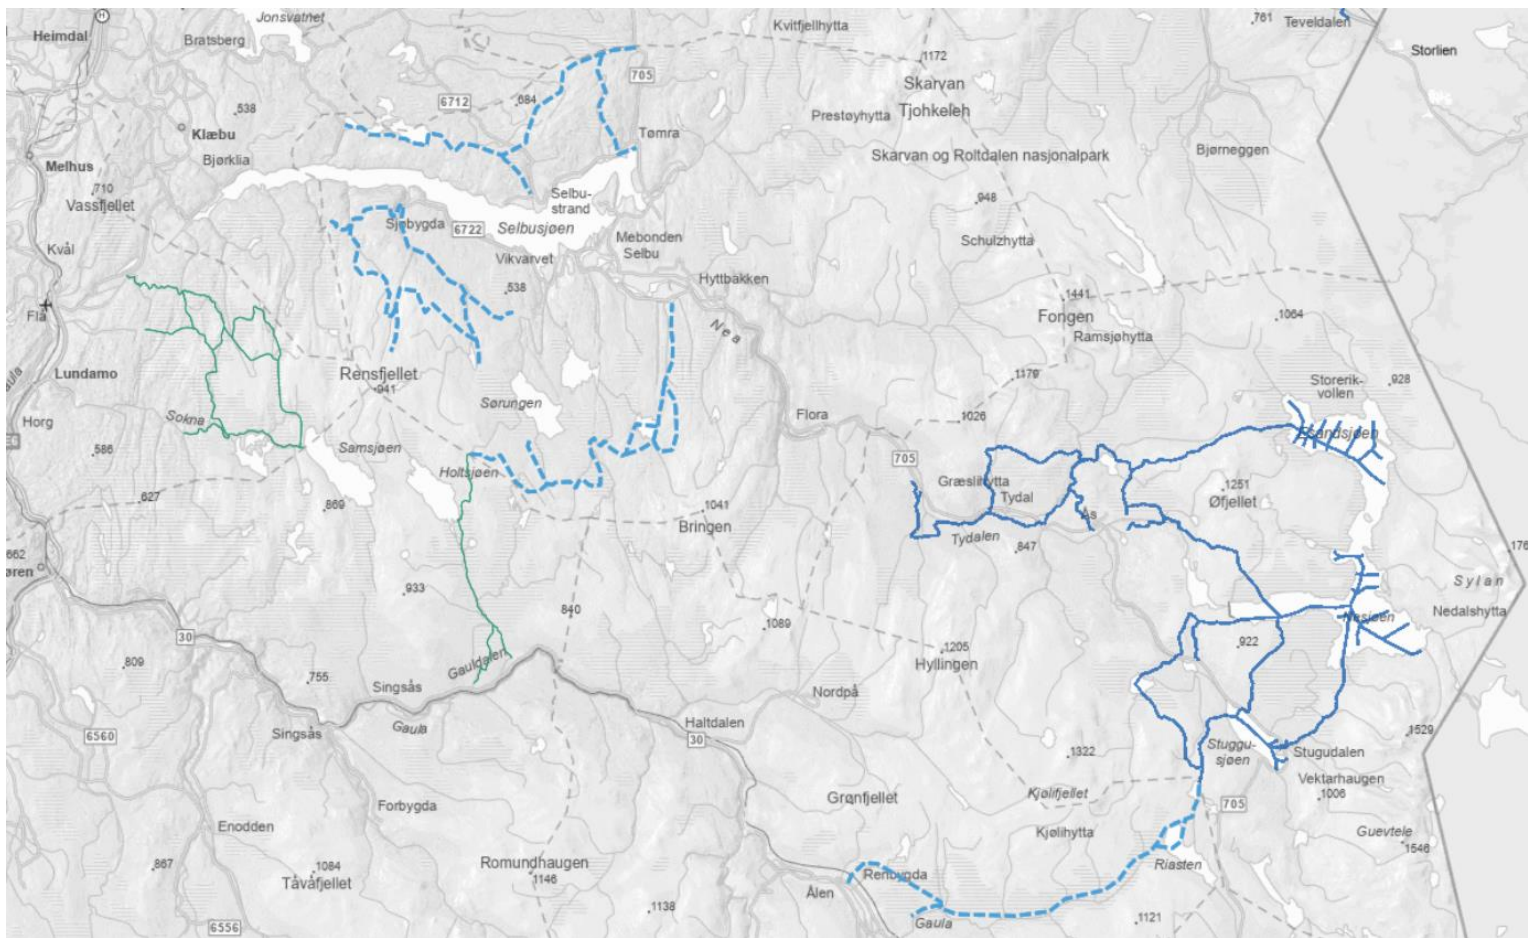 Jonsvatnet
H
Heimdal
Bratsberg
Kvitfjellhytta
761
Teveldalen
Storlien
1172
705
Skarvan
Tjohkeleh
6712
684
538
Prestøyhytta
Klæbu
Tømra
Bjørklia
Melhus
Skarvan og Roltdalen nasjonalpark
Bjørneggen
710
Vassfjellet
Selbu-
strand
948
Sjøbygda
6722
Selbusjøen
Mebonden
Selbu
Schulzhytta
Kvål
Vikvarvet
Hyttbakken
538
1441
Flå
Fongen
1064
Nea
Ramsjøhytta
Lundamo
Rensfjellet
941
1179
Storerik-
vollen
928
Sørungen
Horg
Sokna
Flora
1026
Esandsjøen
586
Samsjøen
Holtsjøen
705
Græslihytta
Tydal
1251
Øfjellet
627
869
1041
Bringen
Ås
Tydalen
847
662
øren
176
Sylan
933
840
Nedalshytta
Nesjøen
1089
30
922
Gauldalen
1205
Hyllingen
809
755
Singsås
Nordpå
Gaula
Haltdalen
30
6560
Singsås
1529
Stuggu-
sjøen
Stugudalen
1322
Vektarhaugen
1006
Kjølifjellet
Grønfjellet
705
Forbygda
Enodden
Kjølihytta
Guevtele
1546
867
1084
Tåvåfjellet
Romundhaugen
1146
Renbygda
Riasten
Ålen
1138
Gaula
1121
6556